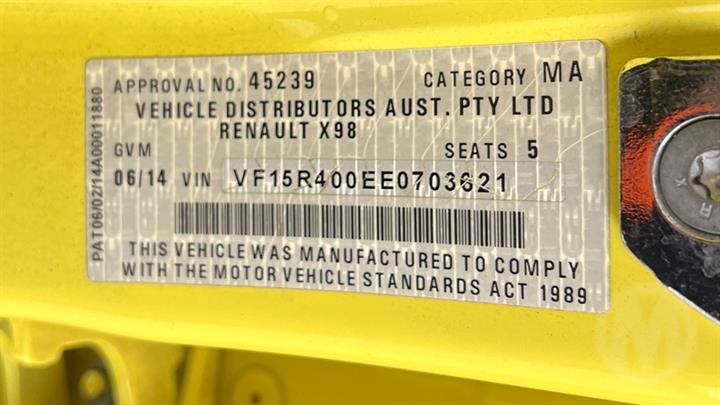 APPROVAL NO. 45239 CATEGORY MA
VEHICLE DISTRIBUTORS AUST. PTY LTD
RENAULT X98
GVM SEATS 5
06/14 VIN VF15R400EE0703621
THIS VEHICLE WAS MANUFACTURED TO COMPLY
WITH THE MOTOR VEHICLE STANDARDS ACT 1989
PAT06/02/14A00011880
M